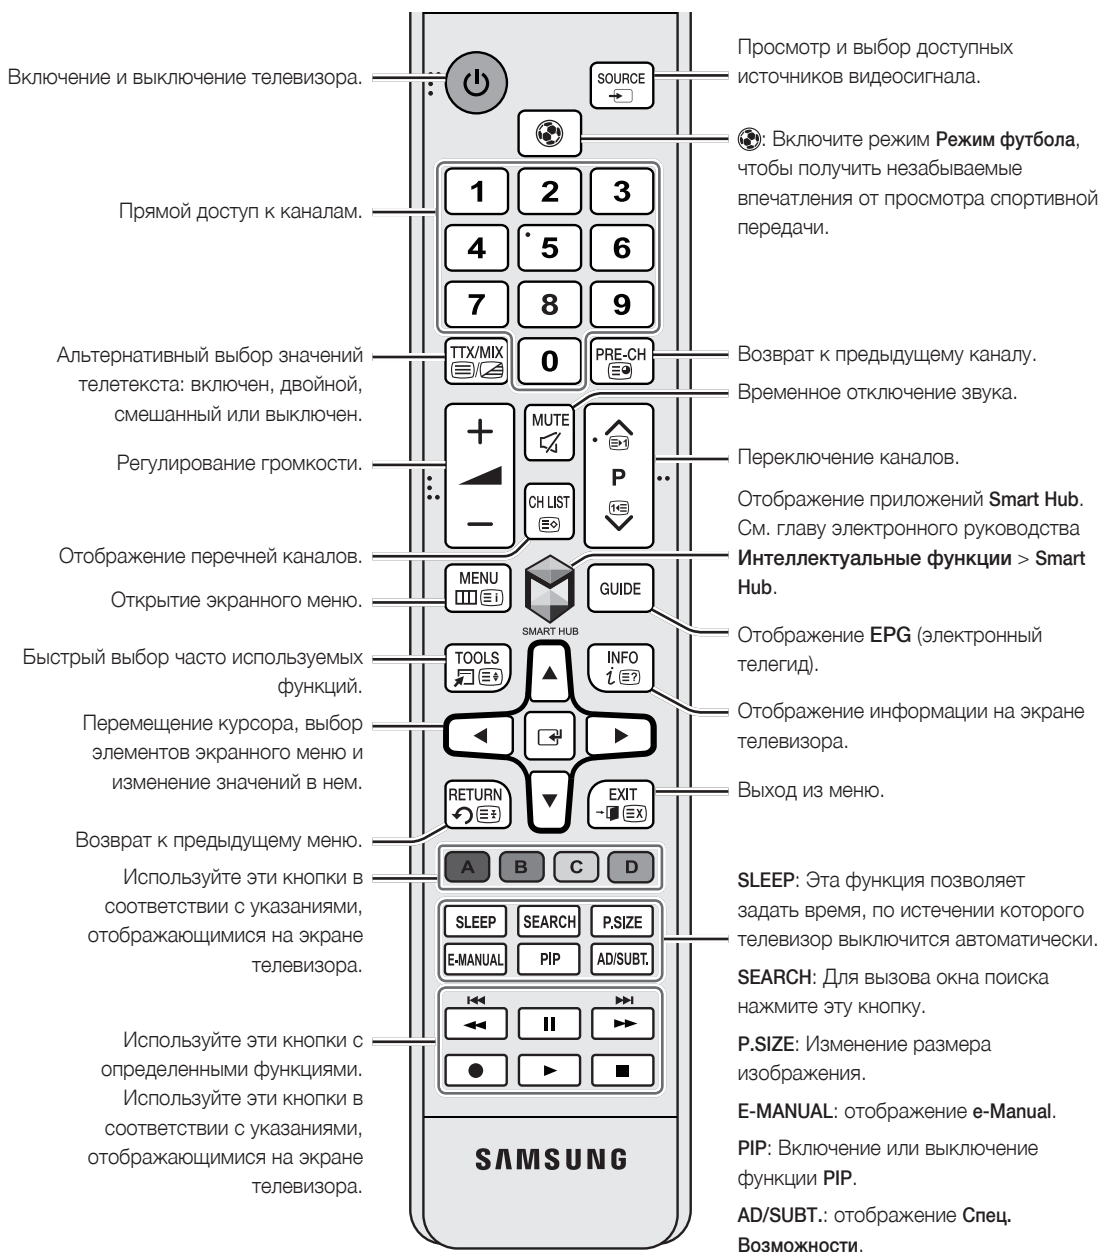 Включение и выключение телевизора.
Прямой доступ к каналам.
Альтернативный выбор значений
телетекста: включен, двойной,
смешанный или выключен.
Регулирование громкости.
Отображение перечней каналов.
Открытие экранного меню.
Быстрый выбор часто используемых
функций.
Перемещение курсора, выбор
элементов экранного меню и
изменение значений в нем.
Возврат к предыдущему меню.
Используйте эти кнопки в
соответствии с указаниями,
отображающимися на экране
телевизора.
Используйте эти кнопки с
определенными функциями.
Используйте эти кнопки в
соответствии с указаниями,
отображающимися на экране
телевизора.
SOURCE
1 2 3
4 5 6
7 8 9
TTX/MIX 0 PRE-CH
MUTE
P
CH LIST
MENU
GUIDE
SMART HUB
TOOLS
INFO
RETURN
EXIT
A B C D
SLEEP SEARCH P.SIZE
E-MANUAL PIP AD/SUBT.
SAMSUNG
Просмотр и выбор доступных
источников видеосигнала.
: Включите режим Режим футбола,
чтобы получить незабываемые
впечатления от просмотра спортивной
передачи.
Возврат к предыдущему каналу.
Временное отключение звука.
Переключение каналов.
Отображение приложений Smart Hub.
См. главу электронного руководства
Интеллектуальные функции > Smart
Hub.
Отображение EPG (электронный
телегид).
Отображение информации на экране
телевизора.
Выход из меню.
SLEEP: Эта функция позволяет
задать время, по истечении которого
телевизор выключится автоматически.
SEARCH: Для вызова окна поиска
нажмите эту кнопку.
P.SIZE: Изменение размера
изображения.
E-MANUAL: отображение e-Manual.
PIP: Включение или выключение
функции PIP.
AD/SUBT.: отображение Спец.
Возможности.